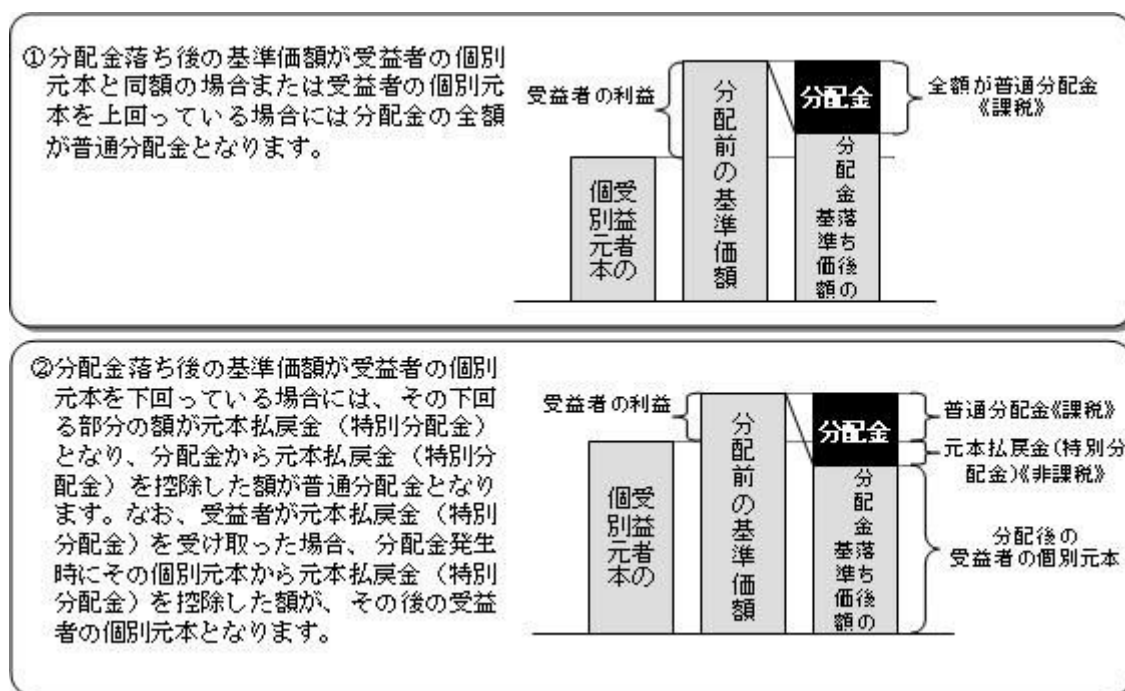 ①分配金落ち後の基準価額が受益者の個別
元本と同額の場合または受益者の個別元
本を上回っている場合には分配金の全額
が普通分配金となります。
受益者の利益
受益者の
個別元本
分配前の基準価額
分配金
分配金
落ち後の
基準価額
全額が普通分配金
《課税》
②分配金落ち後の基準価額が受益者の個別
元本を下回っている場合には、その下回
る部分の額が元本払戻金（特別分配金）
となり、分配金から元本払戻金（特別分
配金）を控除した額が普通分配金となり
ます。なお、受益者が元本払戻金（特別
分配金）を受け取った場合、分配金発生
時にその個別元本から元本払戻金（特別
分配金）を控除した額が、その後の受益
者の個別元本となります。
受益者の利益
受益者の
個別元本
分配前の基準価額
分配金
分配金
落ち後の
基準価額
普通分配金《課税》
元本払戻金（特別分
配金）《非課税》
分配後の
受益者の個別元本